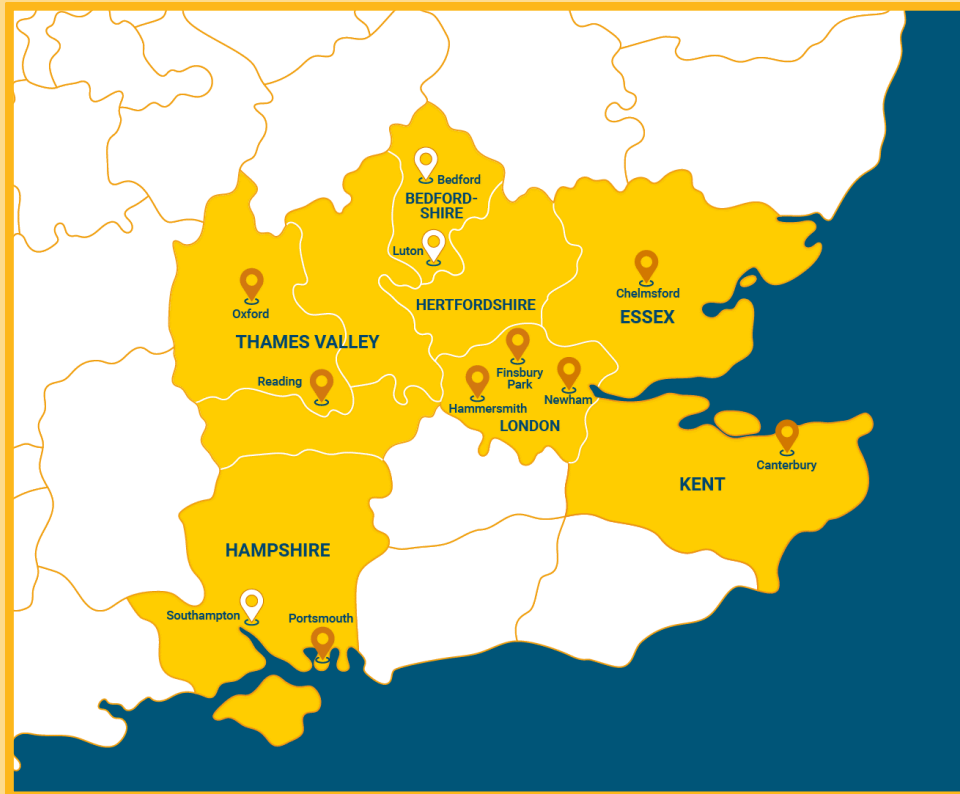 Bedford
BEDFORD-
SHIRE
Luton
Oxford
Chelmsford
HERTFORDSHIRE
ESSEX
THAMES VALLEY
Finsbury
Park
Reading
Hammersmith
Newham
LONDON
Canterbury
KENT
HAMPSHIRE
Southampton
Portsmouth